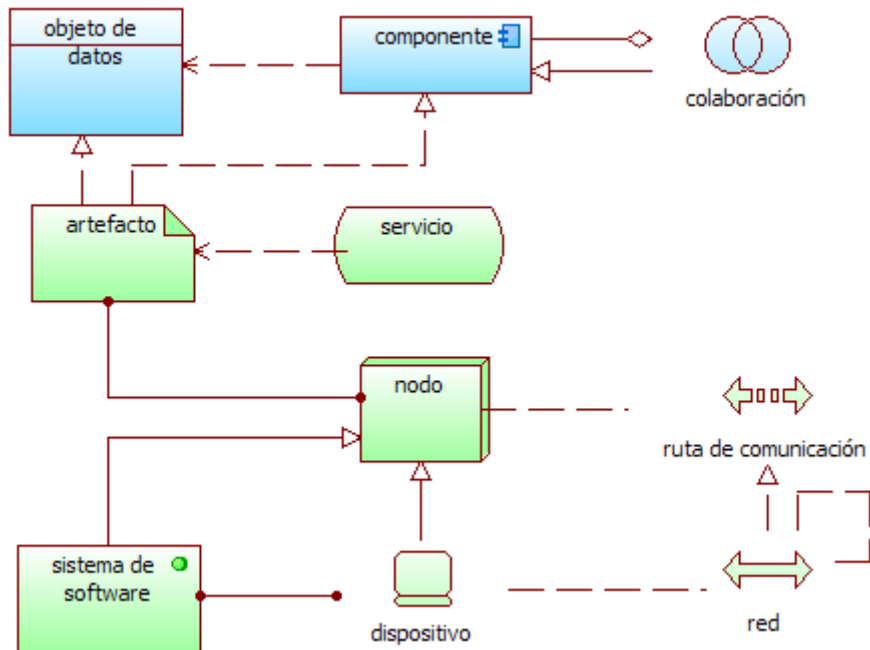 objeto de
datos
componente
colaboración
artefacto
servicio
nodo
ruta de comunicación
sistema de
software
dispositivo
red